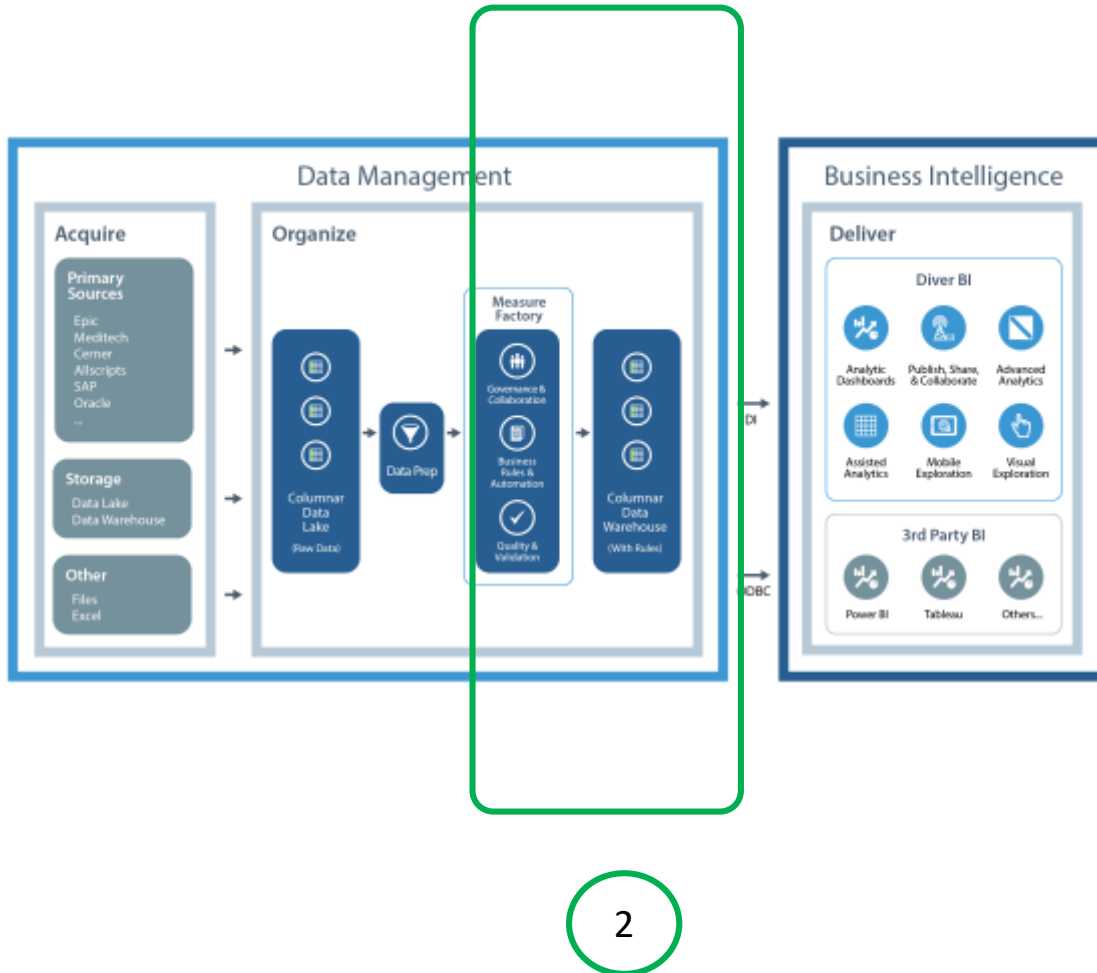 Data Management
Acquire
Primary
Sources
Epic
Meditech
Cerner
Allscripts
SAP
Oracle
...
Storage
Data Lake
Data Warehouse
Other
Files
Excel
Organize
Columnar
Data
Lake
(Raw Data)
Data Prep
Measure
Factory
Governance &
Collaboration
Business
Rules &
Automation
Quality &
Validation
Columnar
Data
Warehouse
(With Rules)
DI
ODBC
Business Intelligence
Deliver
Diver BI
Analytic
Dashboards
Publish, Share,
& Collaborate
Advanced
Analytics
Assisted
Analytics
Mobile
Exploration
Visual
Exploration
3rd Party BI
Power BI
Tableau
Others...
2